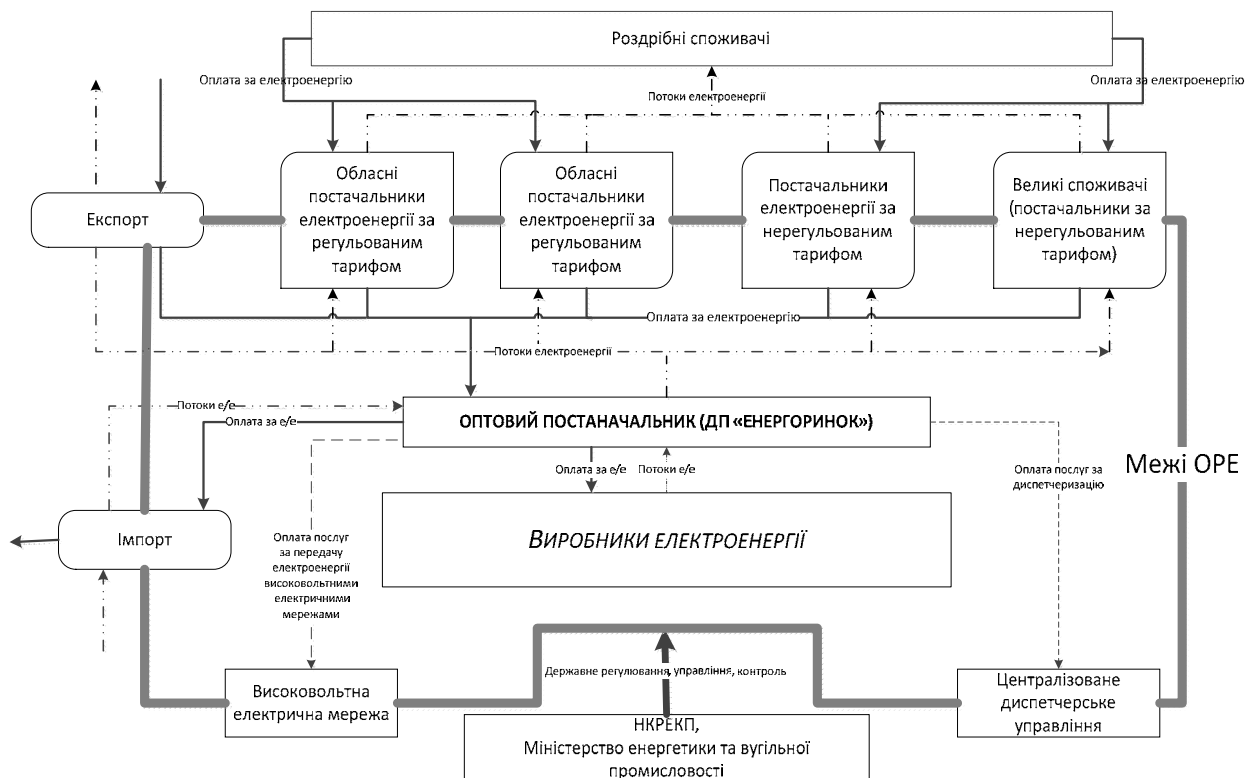 Роздрібні споживачі
Оплата за електроенергію
Оплата за електроенергію
Потоки електроенергії
Обласні
постачальники
електроенергії за
регульованим
тарифом
Обласні
постачальники
електроенергії за
регульованим
тарифом
Постачальники
електроенергії за
нерегульованим
тарифом
Великі споживачі
(постачальники за
нерегульованим
тарифом)
Експорт
Оплата за електроенергію
Потоки електроенергії
Потоки е/е
Оплата за е/е
ОПТОВИЙ ПОСТАНАЧАЛЬНИК (ДП «ЕНЕРГОРИНОК»)
Оплата за е/е
Потоки е/е
Оплата послуг за
диспетчеризацію
Межі ОРЕ
Імпорт
Оплата послуг
за передачу
електроенергії
високовольтними
електричними
мережами
ВИРОБНИКИ ЕЛЕКТРОЕНЕРГІЇ
Державне регулювання, управління, контроль
Високовольтна
електрична мережа
Централізоване
диспетчерське
управління
НКРЕКП,
Міністерство енергетики та вугільної
промисловості